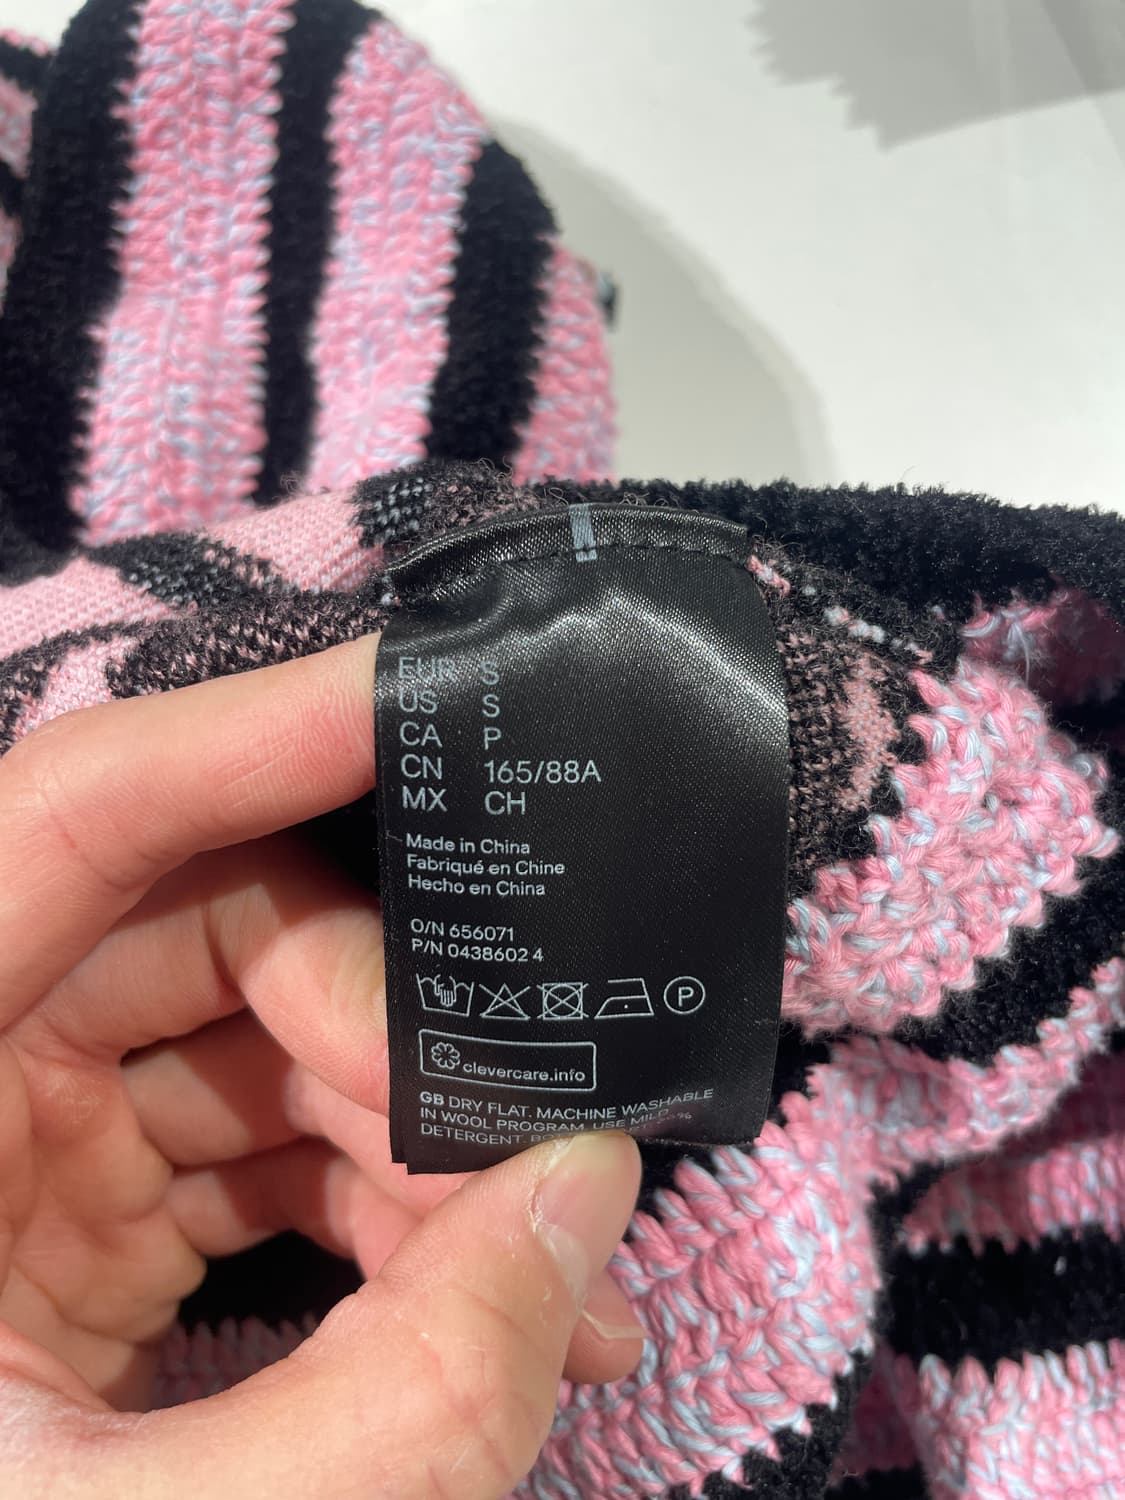 EUR S
US S
CA P
CN 165/88A
MX CH
Made in China
Fabriqué en Chine
Hecho en China
O/N 656071
P/N 0438602 4
P
clevercare.info
GB DRY FLAT. MACHINE WASHABLE
IN WOOL PROGRAM. USE MILD
DETERGENT.